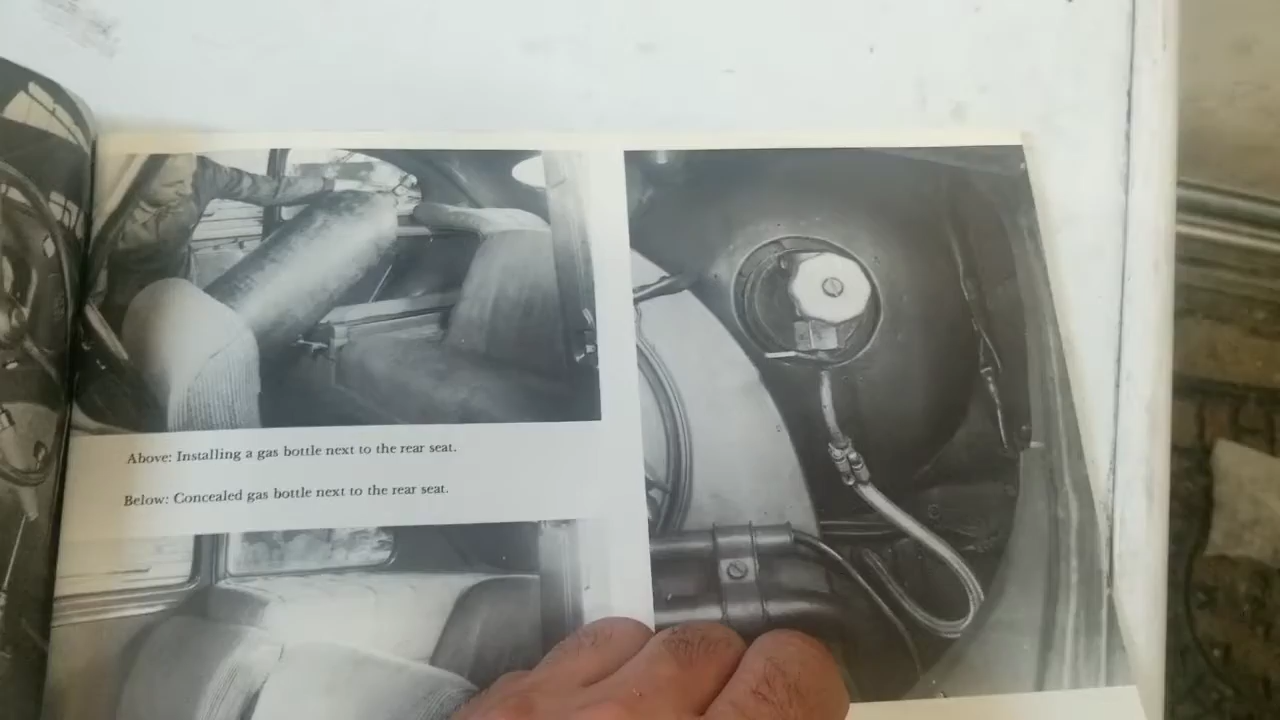 Above: Installing a gas bottle next to the rear seat.
Below: Concealed gas bottle next to the rear seat.